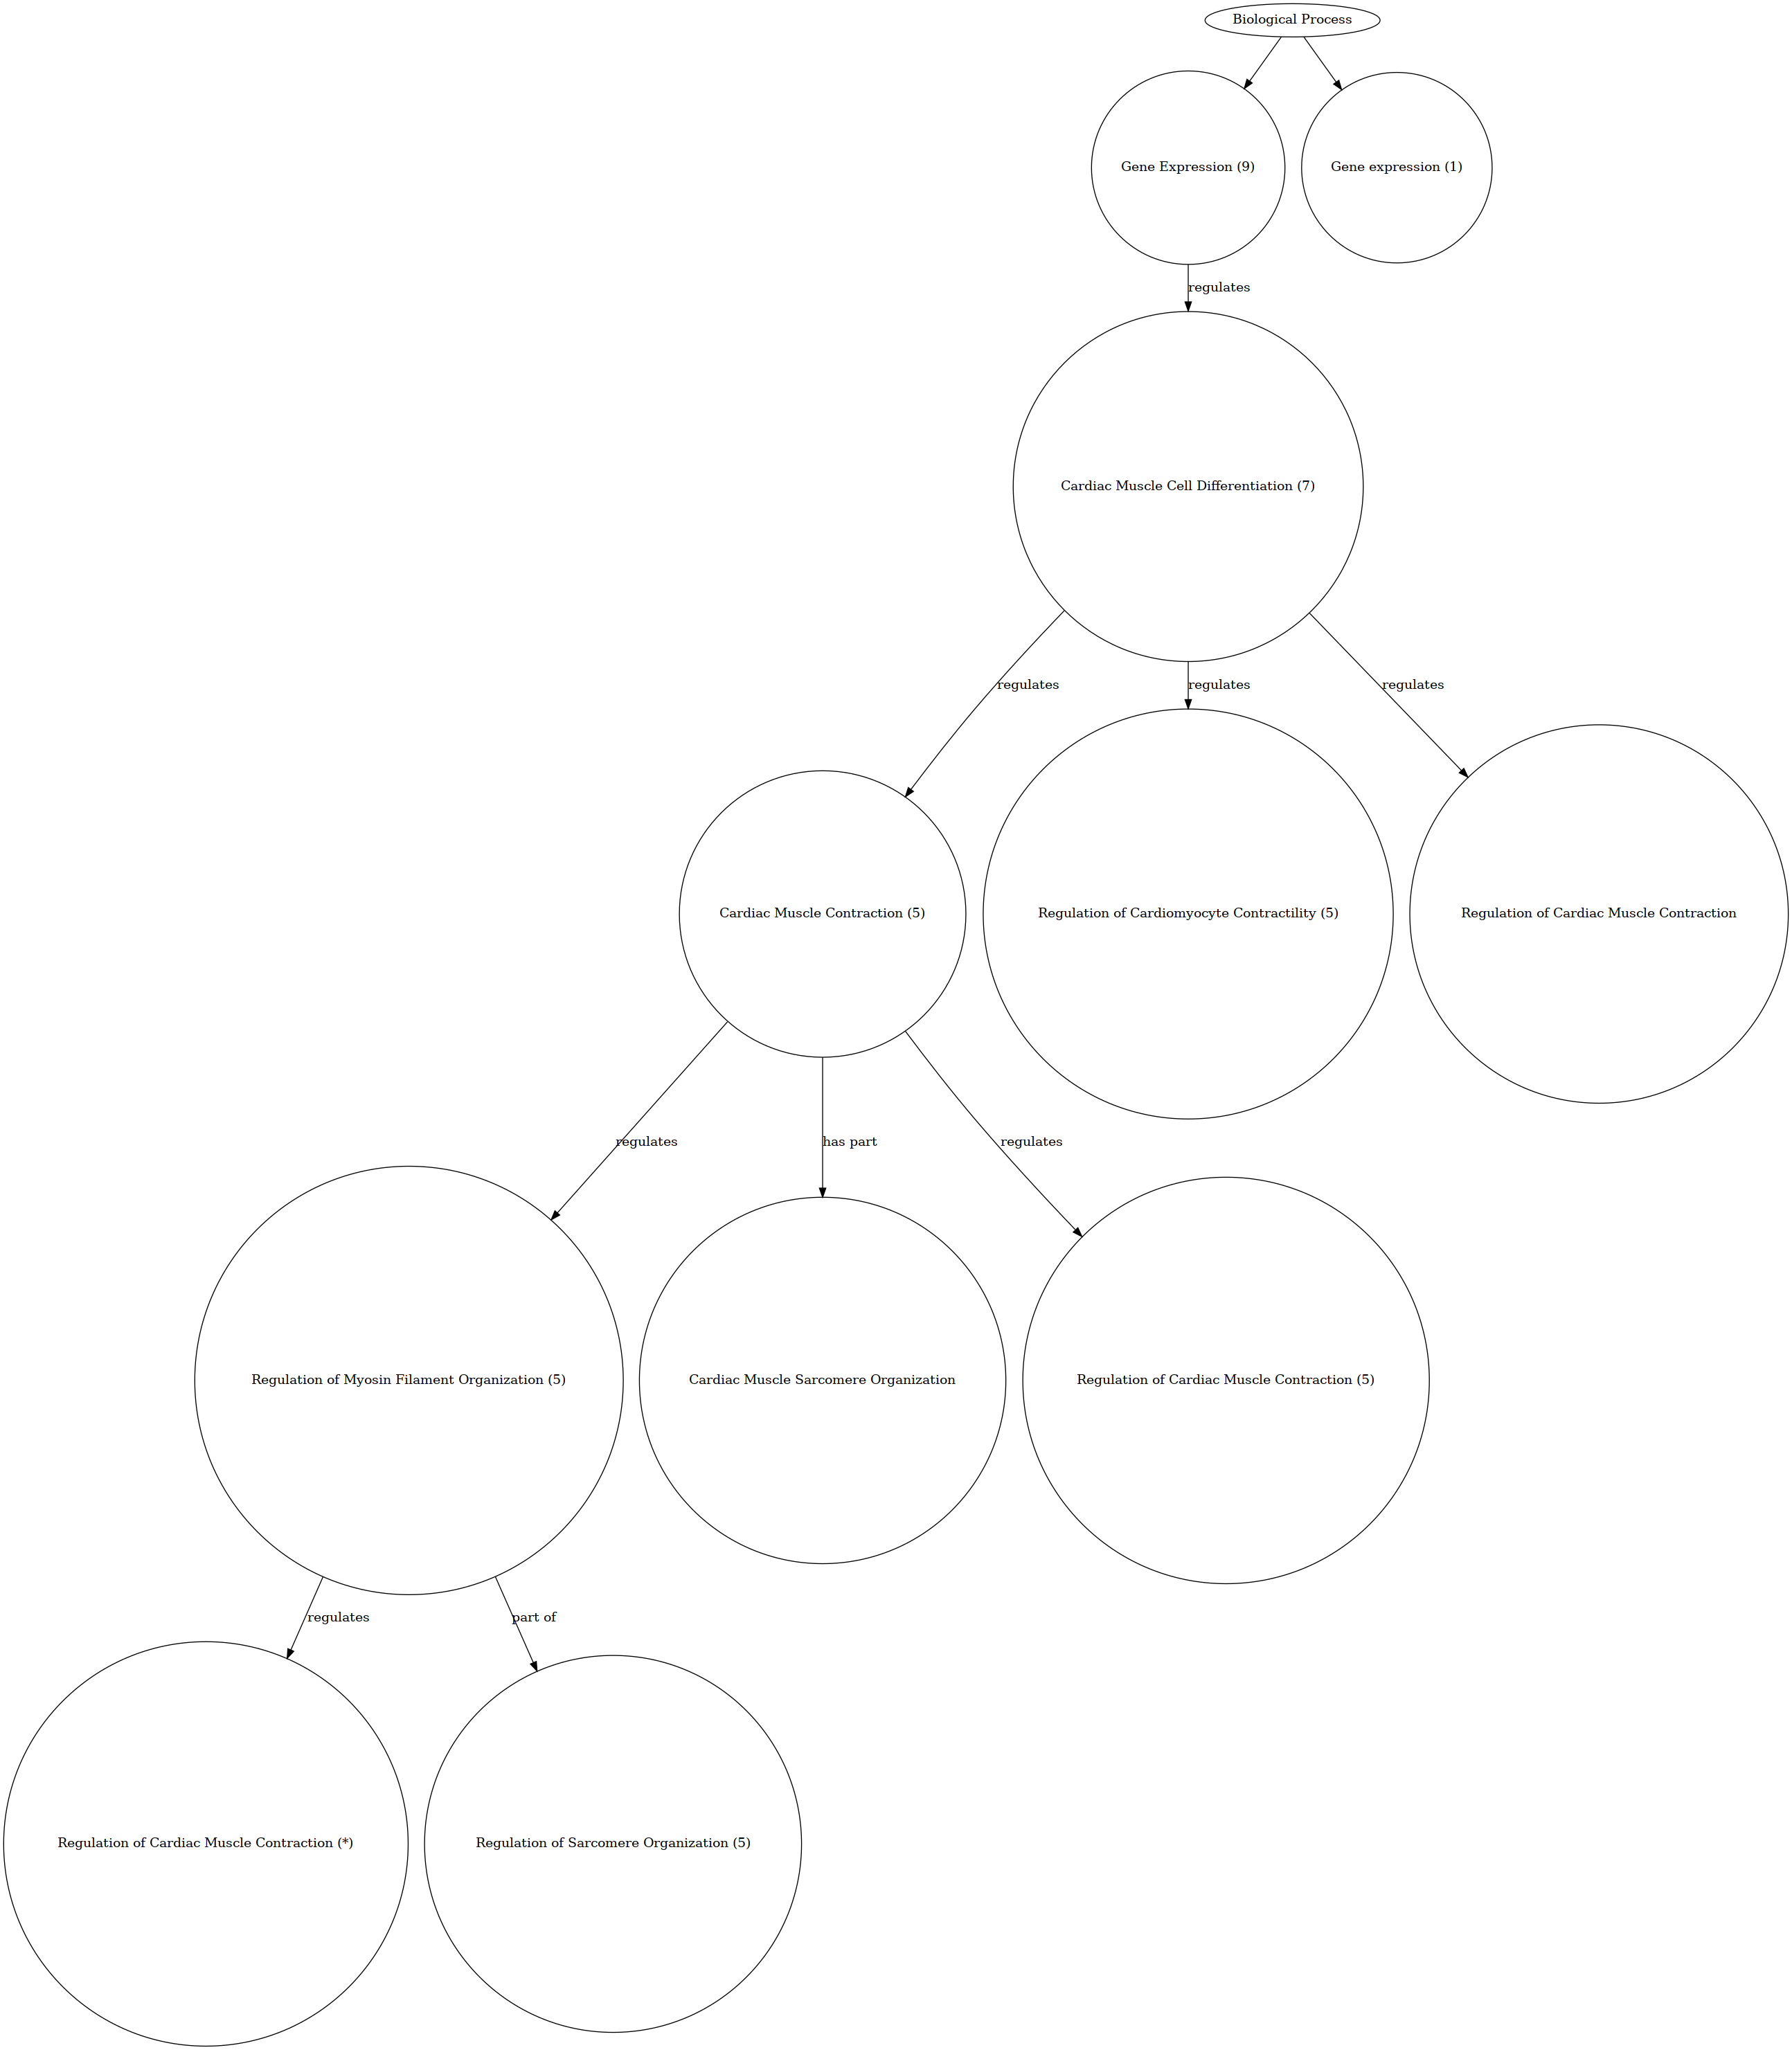 Biological Process
Gene Expression (9)
Gene expression (1)
regulates
Cardiac Muscle Cell Differentiation (7)
regulates
regulates
regulates
Cardiac Muscle Contraction (5)
Regulation of Cardiomyocyte Contractility (5)
Regulation of Cardiac Muscle Contraction
regulates
has part
regulates
Regulation of Myosin Filament Organization (5)
Cardiac Muscle Sarcomere Organization
Regulation of Cardiac Muscle Contraction (5)
regulates
part of
Regulation of Cardiac Muscle Contraction (*)
Regulation of Sarcomere Organization (5)